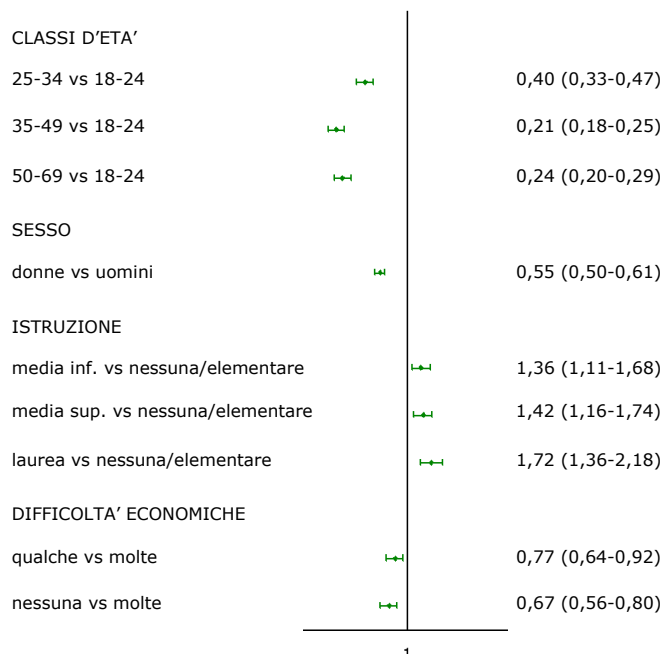 CLASSI D'ETA'
25-34 vs 18-24 0,40 (0,33-0,47)
35-49 vs 18-24 0,21 (0,18-0,25)
50-69 vs 18-24 0,24 (0,20-0,29)
SESSO
donne vs uomini 0,55 (0,50-0,61)
ISTRUZIONE
media inf. vs nessuna/elementare 1,36 (1,11-1,68)
media sup. vs nessuna/elementare 1,42 (1,16-1,74)
laurea vs nessuna/elementare 1,72 (1,36-2,18)
DIFFICOLTA' ECONOMICHE
qualche vs molte 0,77 (0,64-0,92)
nessuna vs molte 0,67 (0,56-0,80)
1